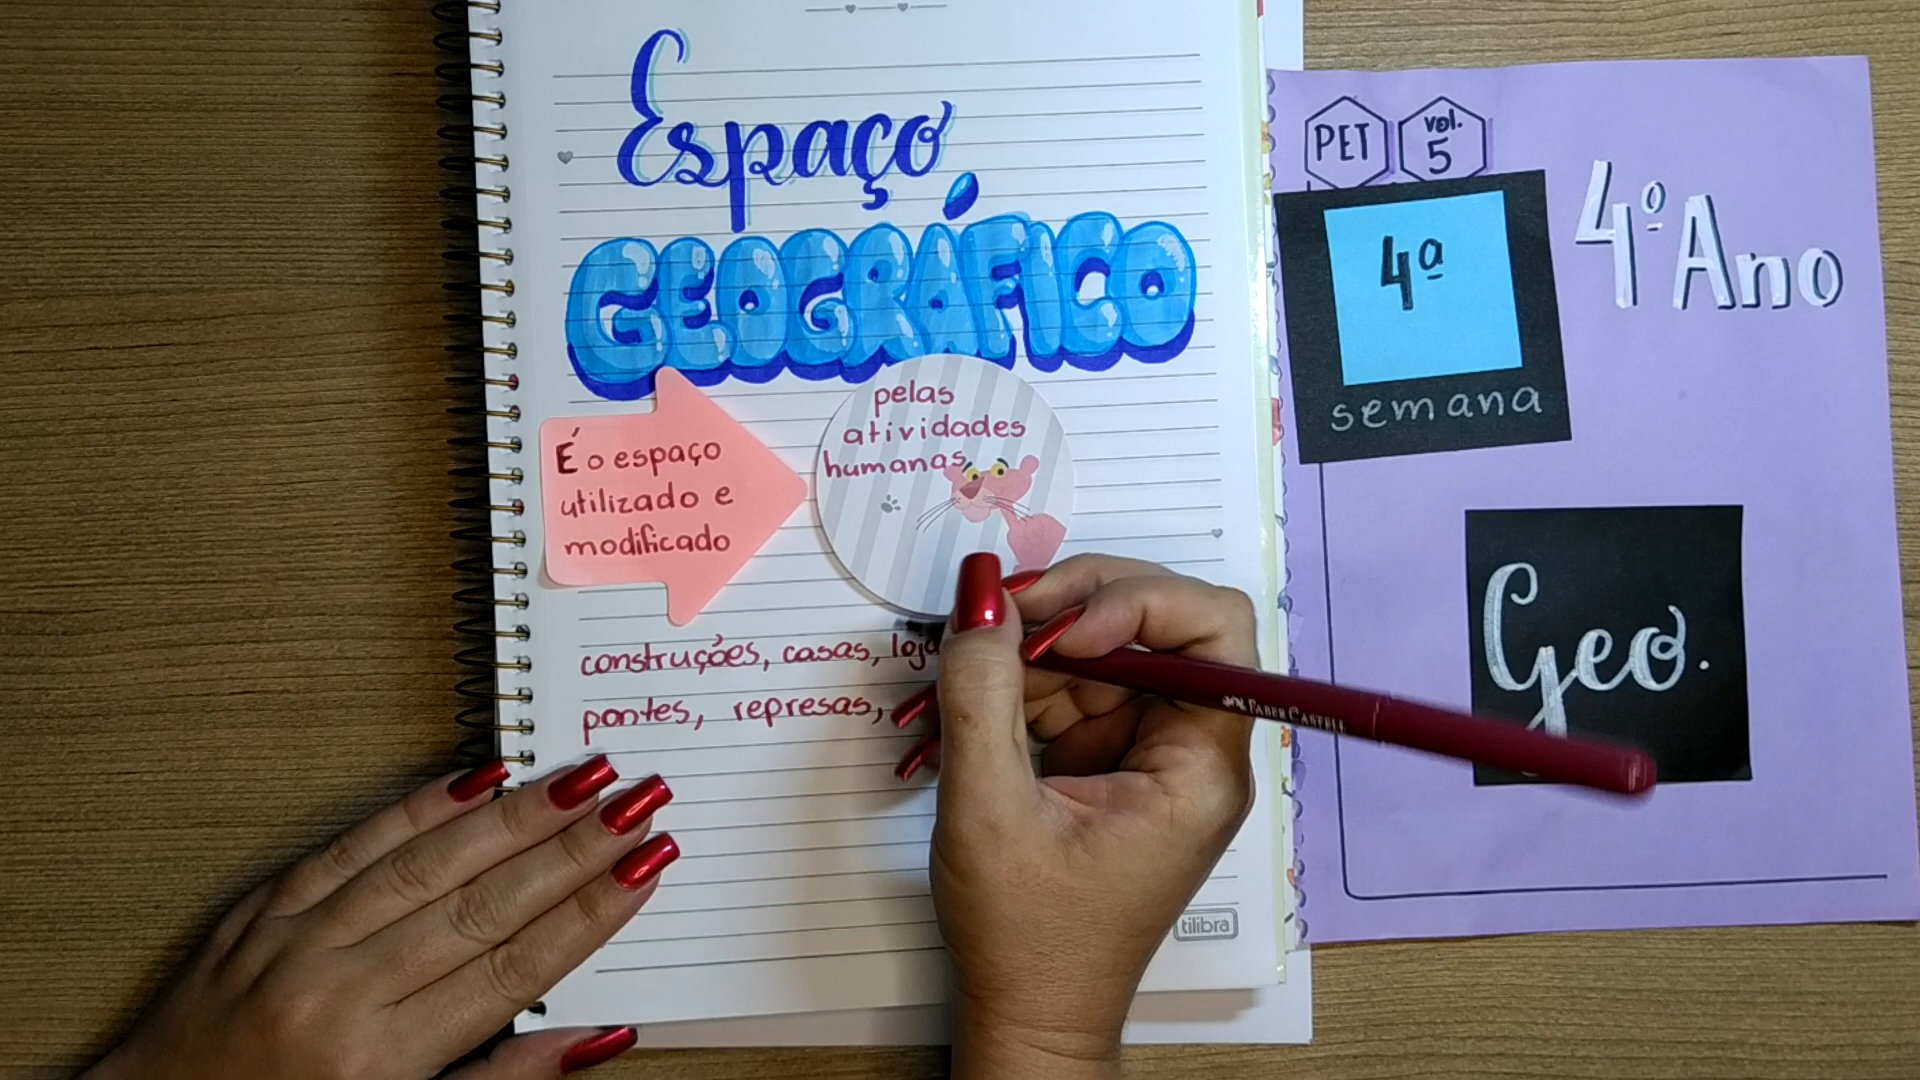 Espaço
GEOGRÁFICO
É o espaço
utilizado e
modificado
pelas
atividades
humanas
construções, casas,
pontes, represas,
tilibra
PET
vol.
5
4ª
semana
4º Ano
Geo.
FABER CASTELL